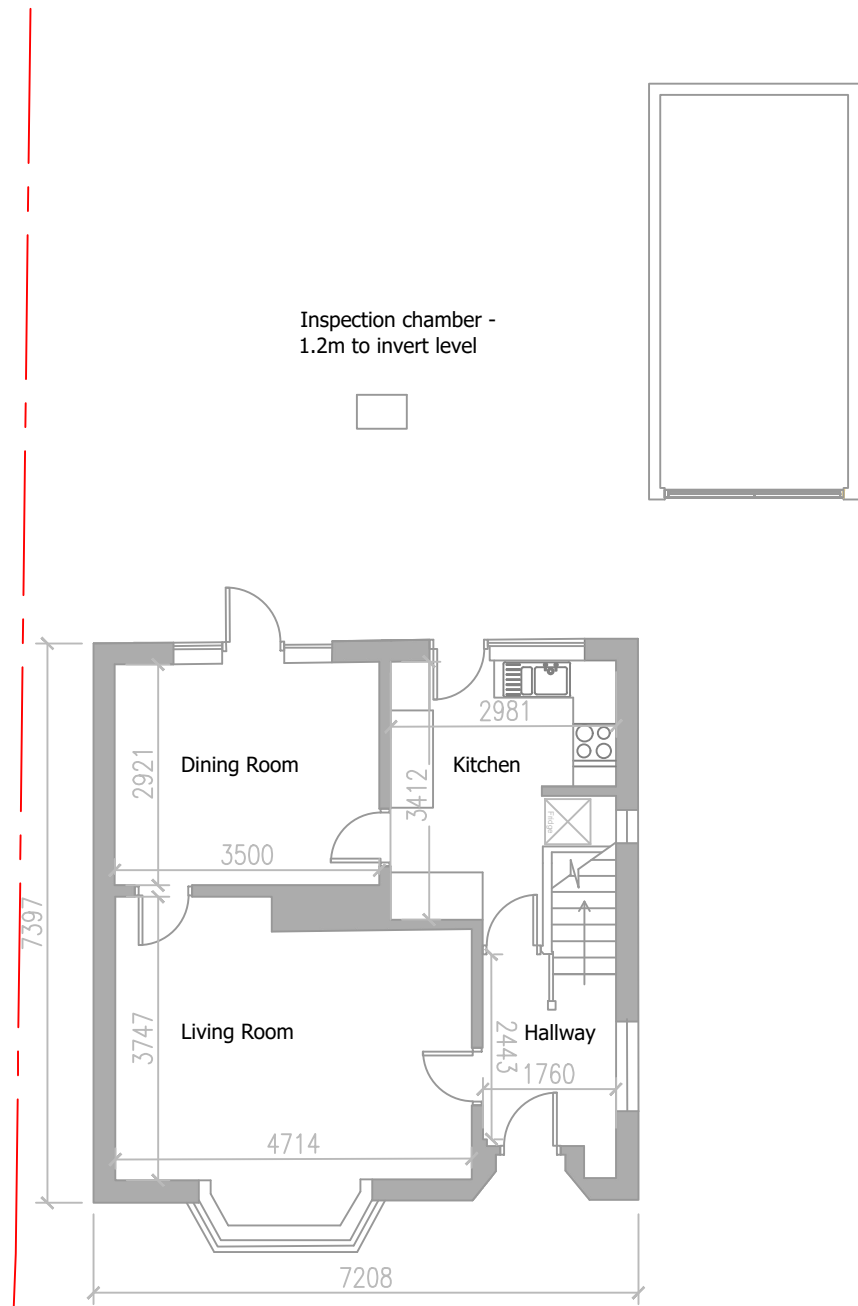 Inspection chamber -
1.2m to invert level
2981
2921
Dining Room
Kitchen
3412
Fridge
3500
7397
3747
Living Room
2443
Hallway
1760
4714
7208